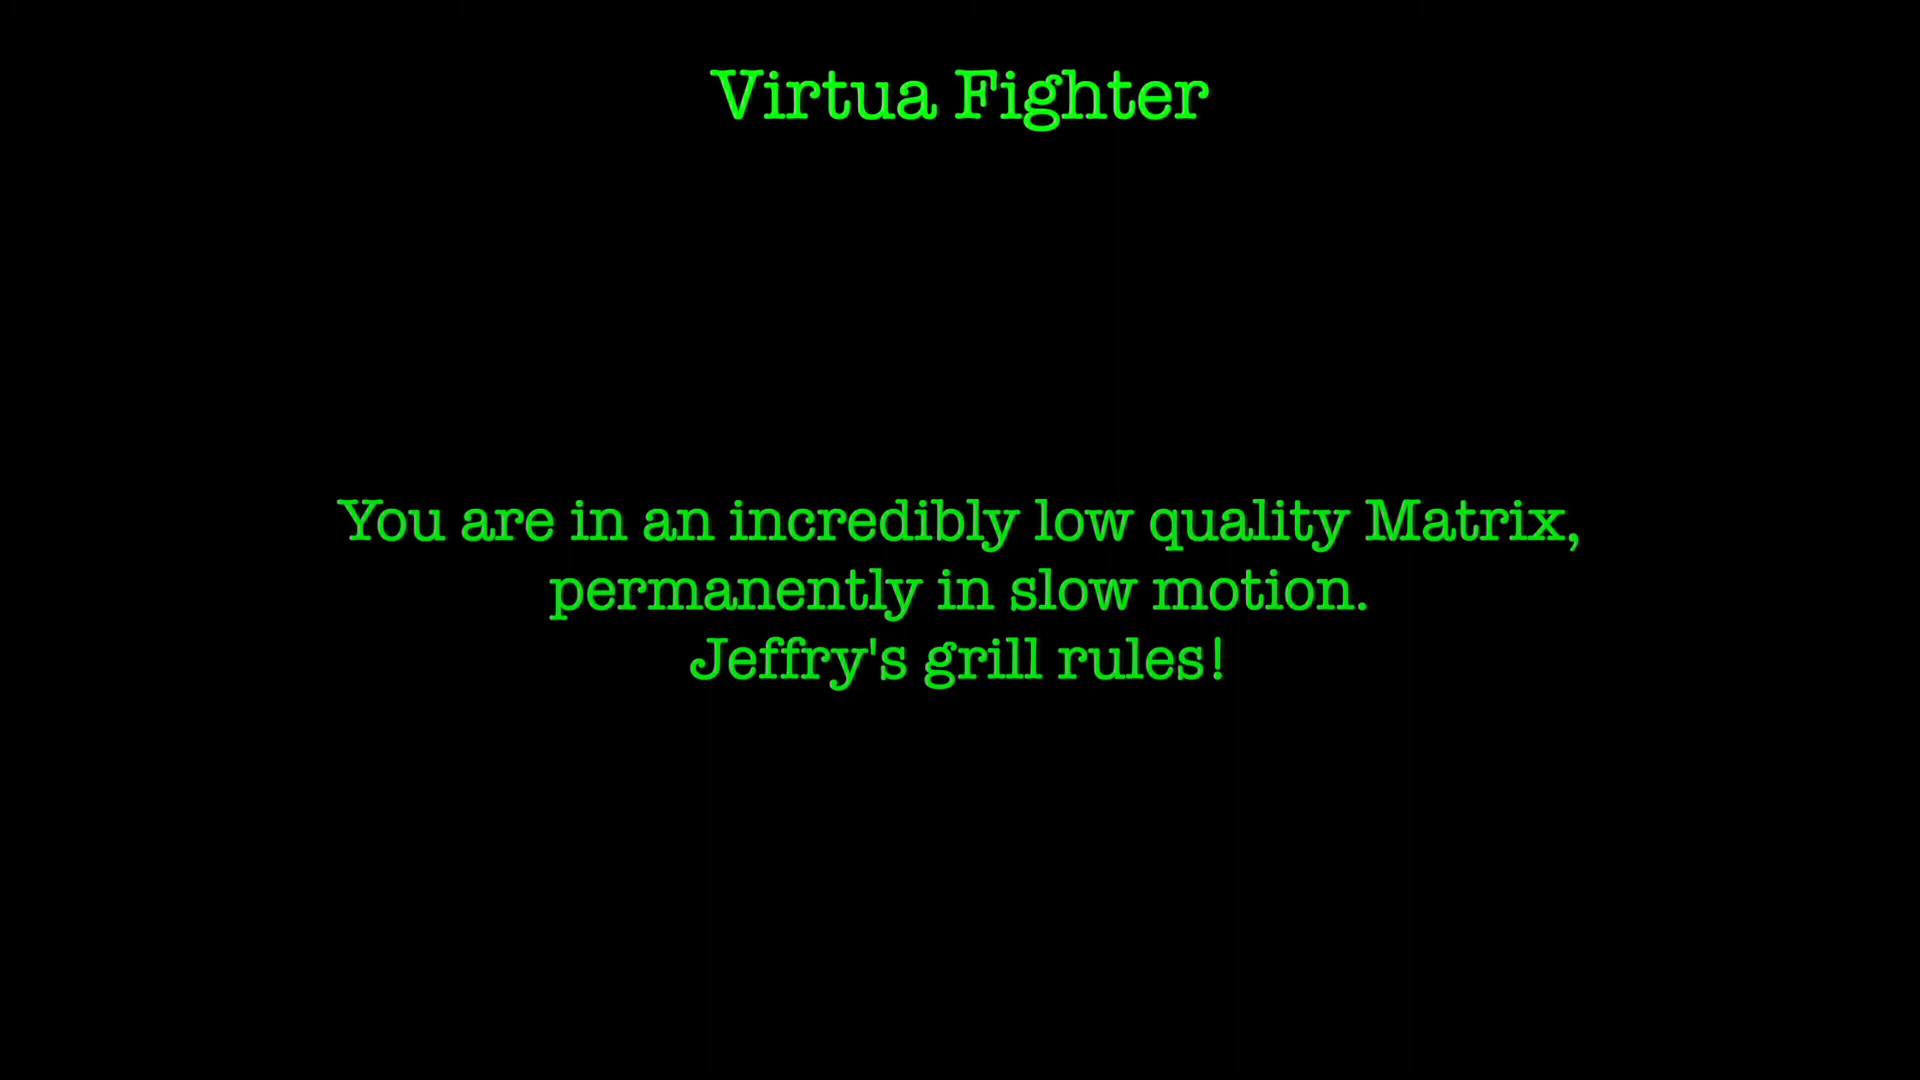 Virtua Fighter
You are in an incredibly low quality Matrix,
permanently in slow motion.
Jeffry's grill rules!